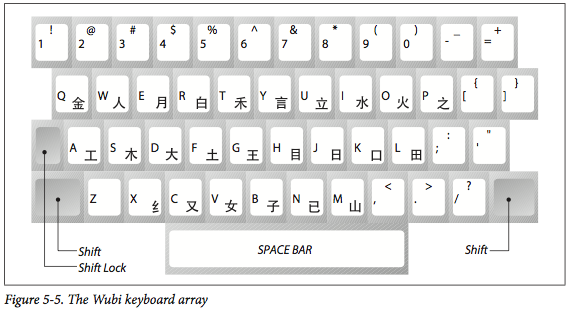 ! @ # $ % ^ & * ( ) _ +
1 2 3 4 5 6 7 8 9 0 - =
Q 金 W 人 E 月 R 白 T 禾 Y 言 U 立 I 水 O 火 P 之 [ { ] }
A 工 S 木 D 大 F 土 G 王 H 目 J 日 K 口 L 田 ; : ' "
Z X 纟 C 又 V 女 B 子 N 已 M 山 , < . > / ?
SPACE BAR
Shift Shift
Shift Lock
Figure 5-5. The Wubi keyboard array